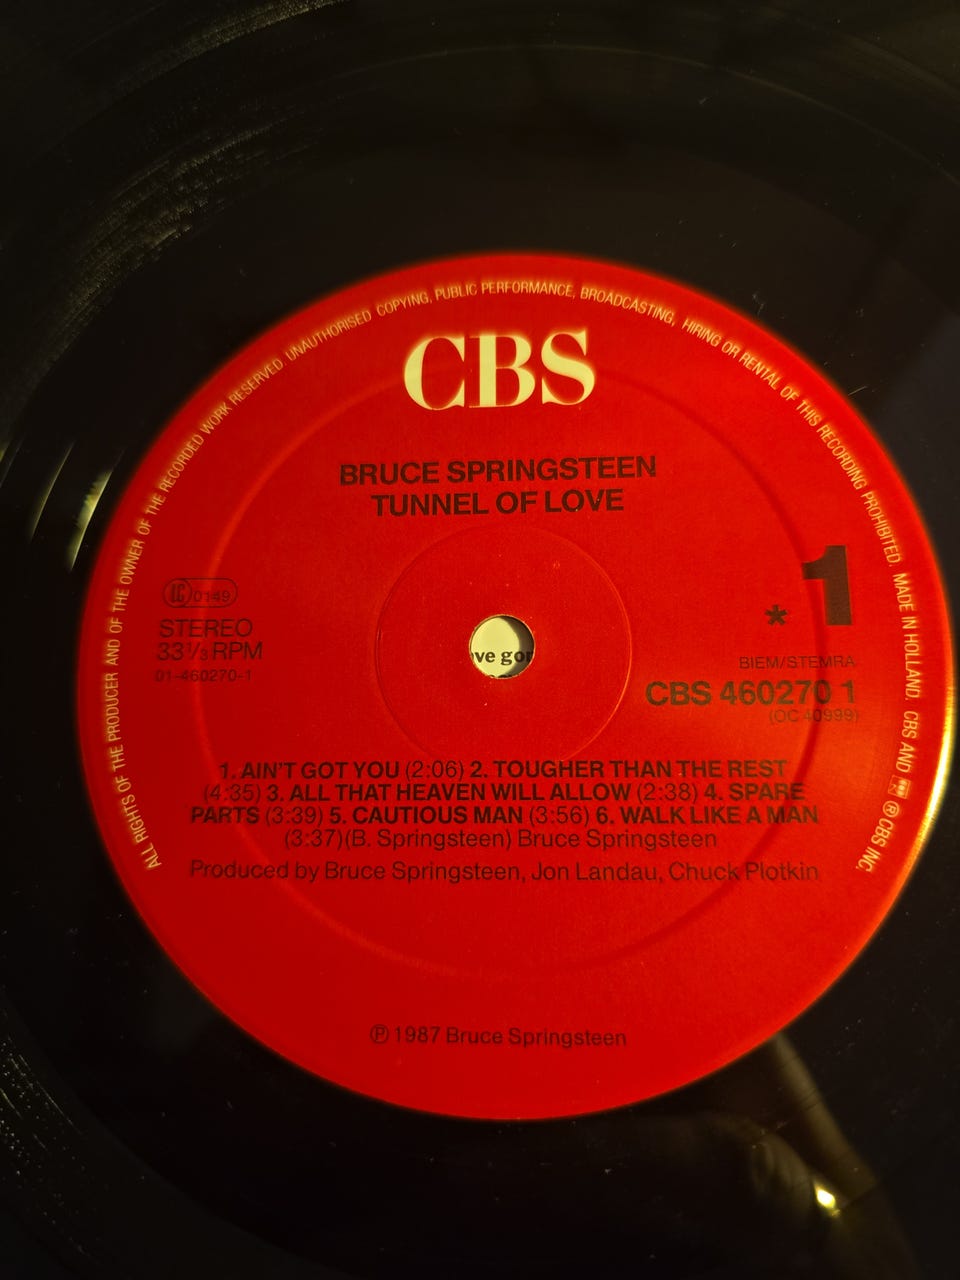 ALL RIGHTS OF THE PRODUCER AND OF THE OWNER OF THE RECORDED WORK RESERVED. UNAUTHORISED COPYING, PUBLIC PERFORMANCE, BROADCASTING, HIRING OR RENTAL OF THIS RECORDING PROHIBITED. MADE IN HOLLAND. CBS AND ℗ CBS INC.
CBS
BRUCE SPRINGSTEEN
TUNNEL OF LOVE
LC 0149
STEREO
33⅓ RPM
01-460270-1
* 1
BIEM/STEMRA
CBS 460270 1
(OC 40999)
ve gon
1. AIN'T GOT YOU (2:06) 2. TOUGHER THAN THE REST
(4:35) 3. ALL THAT HEAVEN WILL ALLOW (2:38) 4. SPARE
PARTS (3:39) 5. CAUTIOUS MAN (3:56) 6. WALK LIKE A MAN
(3:37)(B. Springsteen) Bruce Springsteen
Produced by Bruce Springsteen, Jon Landau, Chuck Plotkin
℗ 1987 Bruce Springsteen